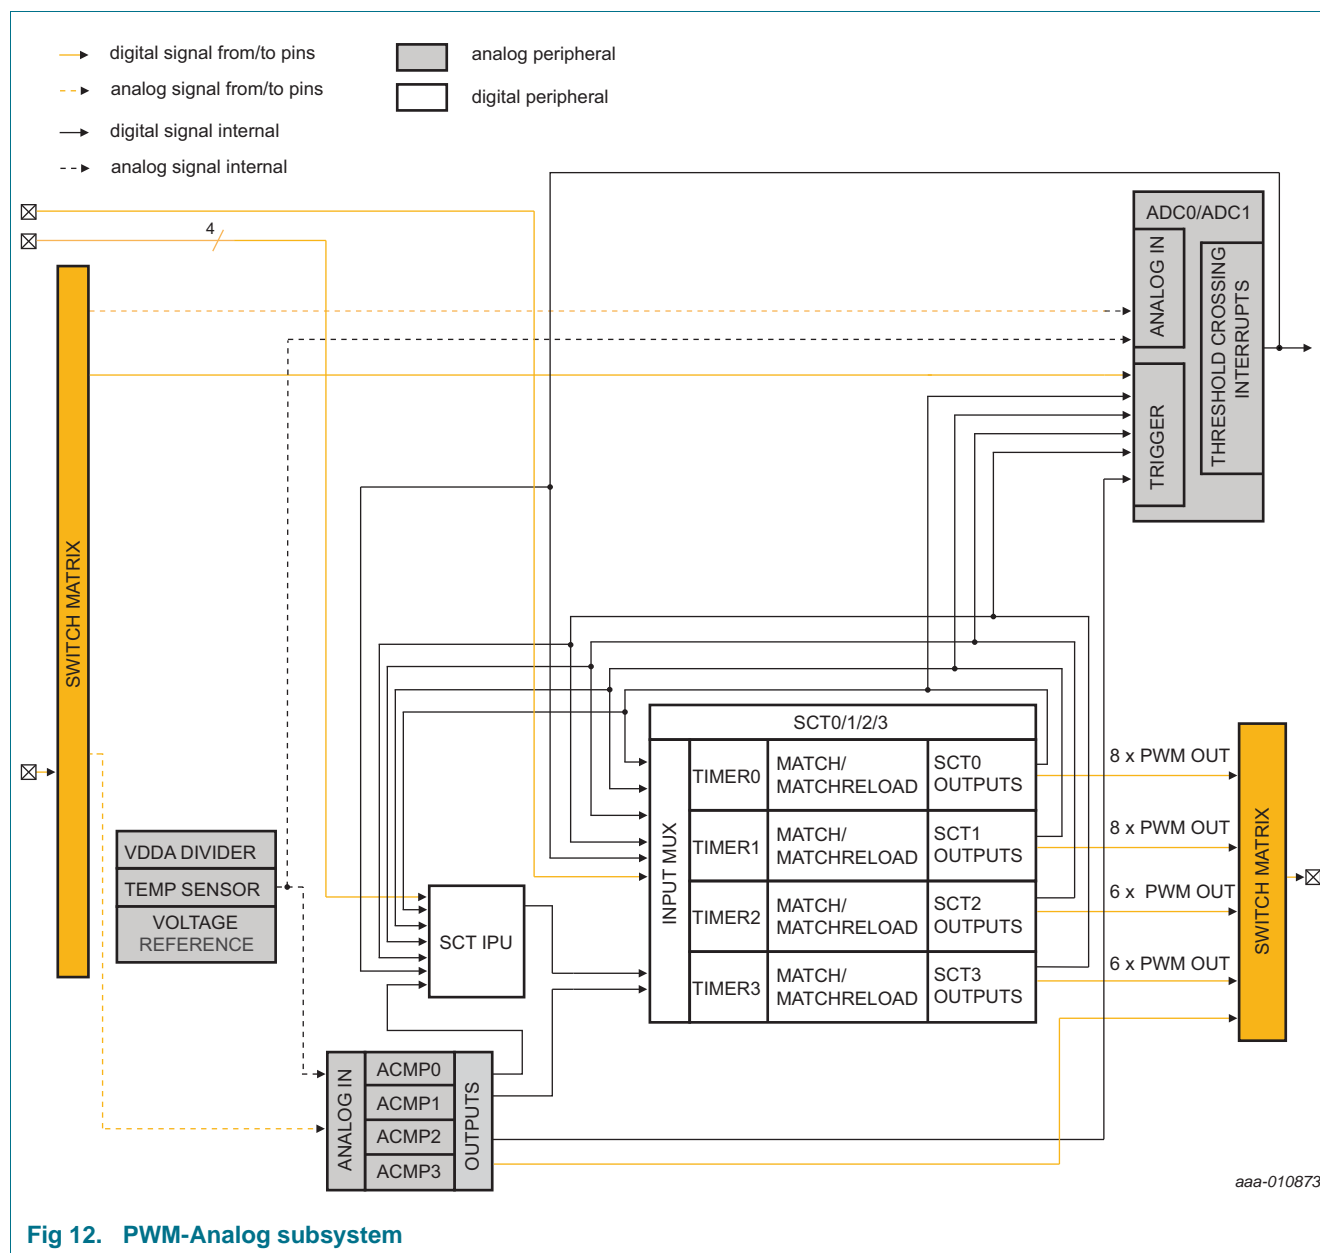 digital signal from/to pins
analog signal from/to pins
digital signal internal
analog signal internal
analog peripheral
digital peripheral
4
ADC0/ADC1
ANALOG IN
THRESHOLD CROSSING
INTERRUPTS
TRIGGER
SWITCH MATRIX
SCT0/1/2/3
INPUT MUX
TIMER0
MATCH/
MATCHRELOAD
SCT0
OUTPUTS
8 x PWM OUT
TIMER1
MATCH/
MATCHRELOAD
SCT1
OUTPUTS
8 x PWM OUT
TIMER2
MATCH/
MATCHRELOAD
SCT2
OUTPUTS
6 x PWM OUT
TIMER3
MATCH/
MATCHRELOAD
SCT3
OUTPUTS
6 x PWM OUT
SWITCH MATRIX
VDDA DIVIDER
TEMP SENSOR
VOLTAGE
REFERENCE
SCT IPU
ANALOG IN
ACMP0
ACMP1
ACMP2
ACMP3
OUTPUTS
aaa-010873
Fig 12. PWM-Analog subsystem